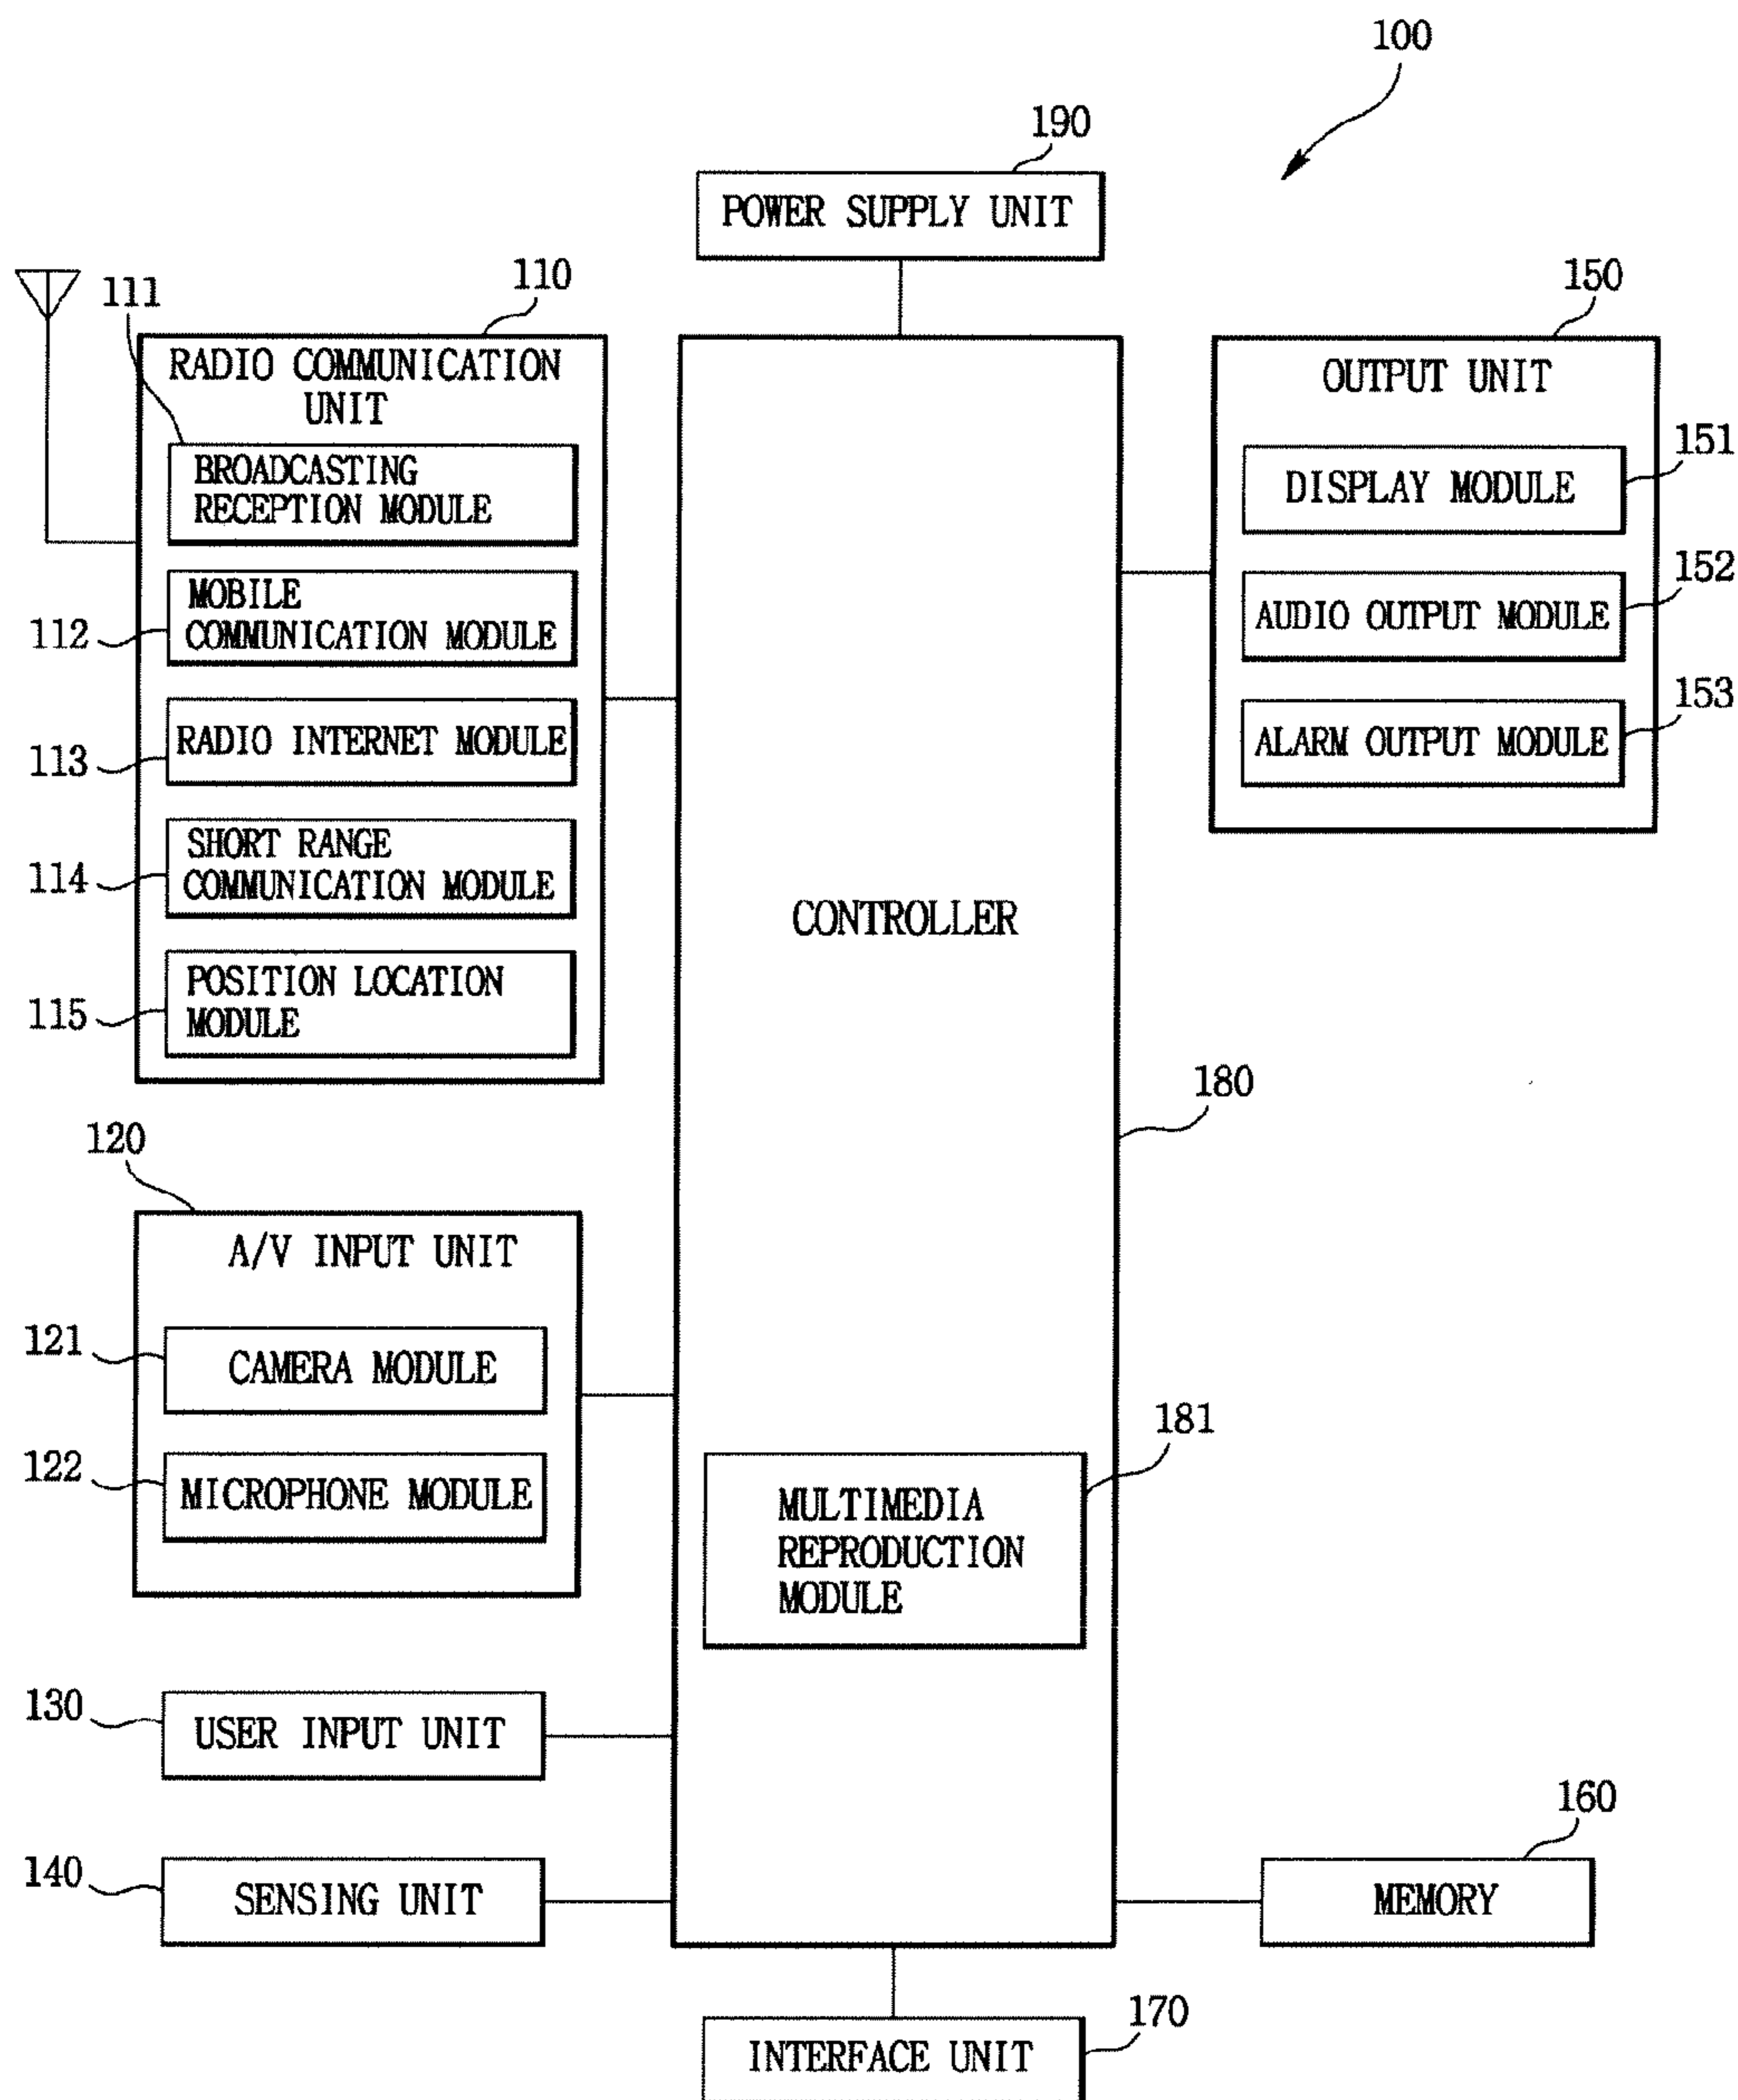 100
190
POWER SUPPLY UNIT
110
111
RADIO COMMUNICATION
UNIT
BROADCASTING
RECEPTION MODULE
MOBILE
COMMUNICATION MODULE
112
RADIO INTERNET MODULE
113
SHORT RANGE
COMMUNICATION MODULE
114
POSITION LOCATION
MODULE
115
150
OUTPUT UNIT
151
DISPLAY MODULE
152
AUDIO OUTPUT MODULE
153
ALARM OUTPUT MODULE
CONTROLLER
180
120
A/V INPUT UNIT
121
CAMERA MODULE
122
MICROPHONE MODULE
181
MULTIMEDIA
REPRODUCTION
MODULE
130
USER INPUT UNIT
140
SENSING UNIT
160
MEMORY
170
INTERFACE UNIT